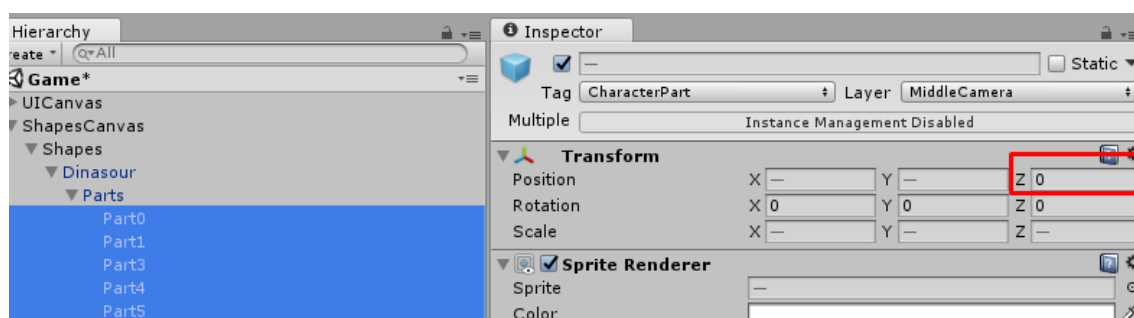 Hierarchy
reate
All
Game*
UICanvas
ShapesCanvas
Shapes
Dinasour
Parts
Part0
Part1
Part3
Part4
Part5
Inspector
—
Static
Tag CharacterPart Layer MiddleCamera
Multiple Instance Management Disabled
Transform
Position X — Y — Z 0
Rotation X 0 Y 0 Z 0
Scale X — Y — Z —
Sprite Renderer
Sprite —
Color